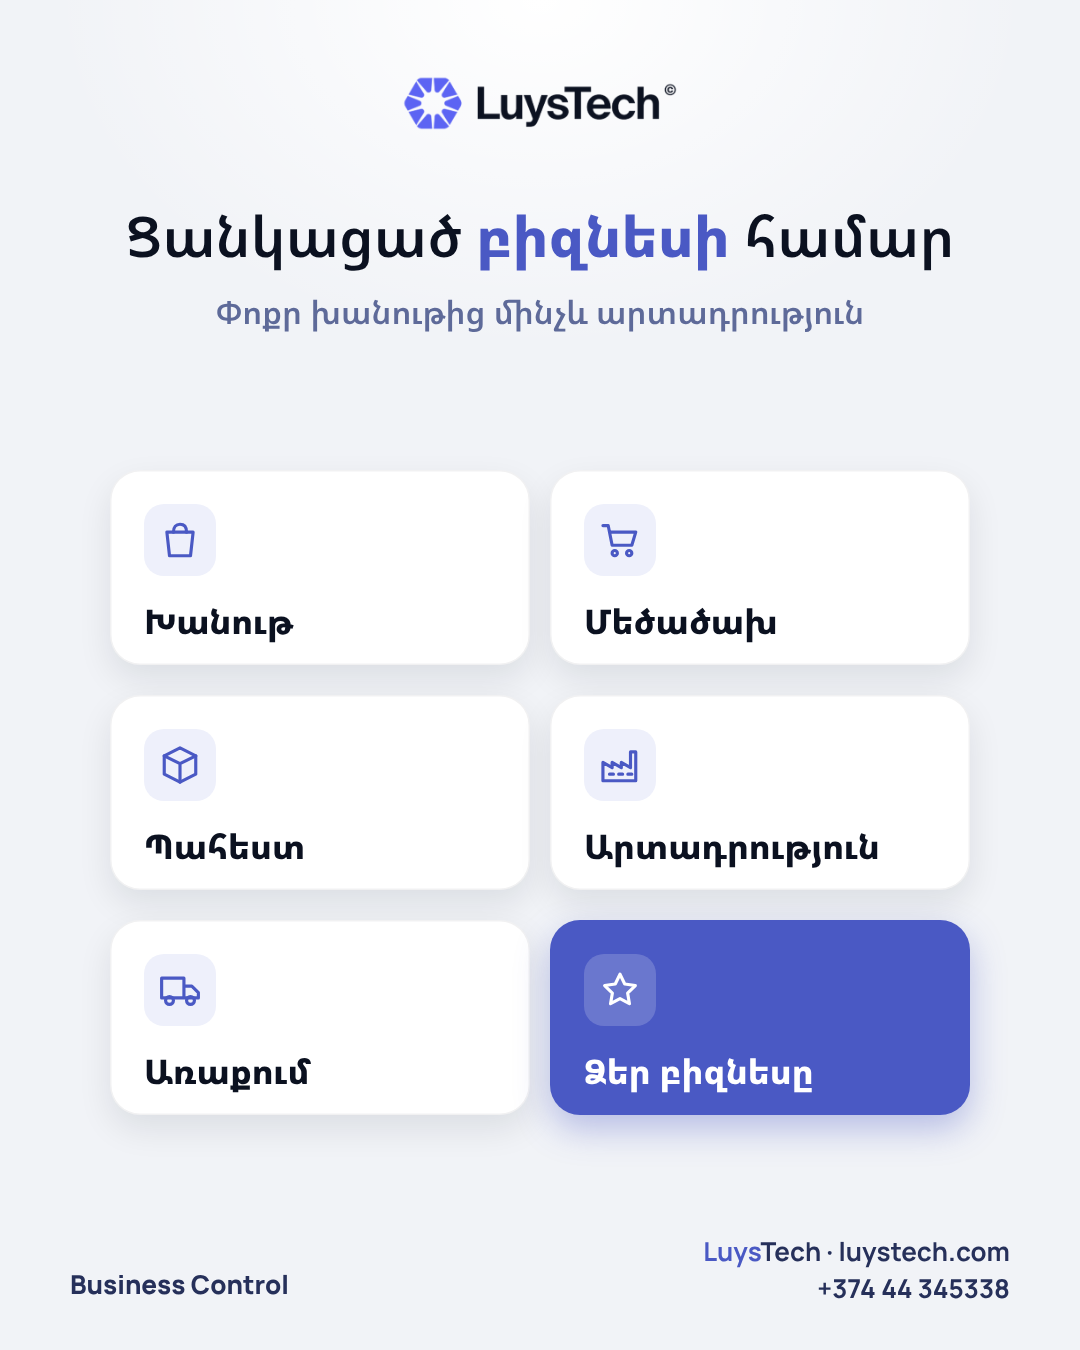 LuysTech©
Ցանկացած բիզնեսի համար
Փոքր խանութից մինչև արտադրություն
Խանութ
Մեծածախ
Պահեստ
Արտադրություն
Առաքում
Ձեր բիզնեսը
Business Control
LuysTech · luystech.com
+374 44 345338